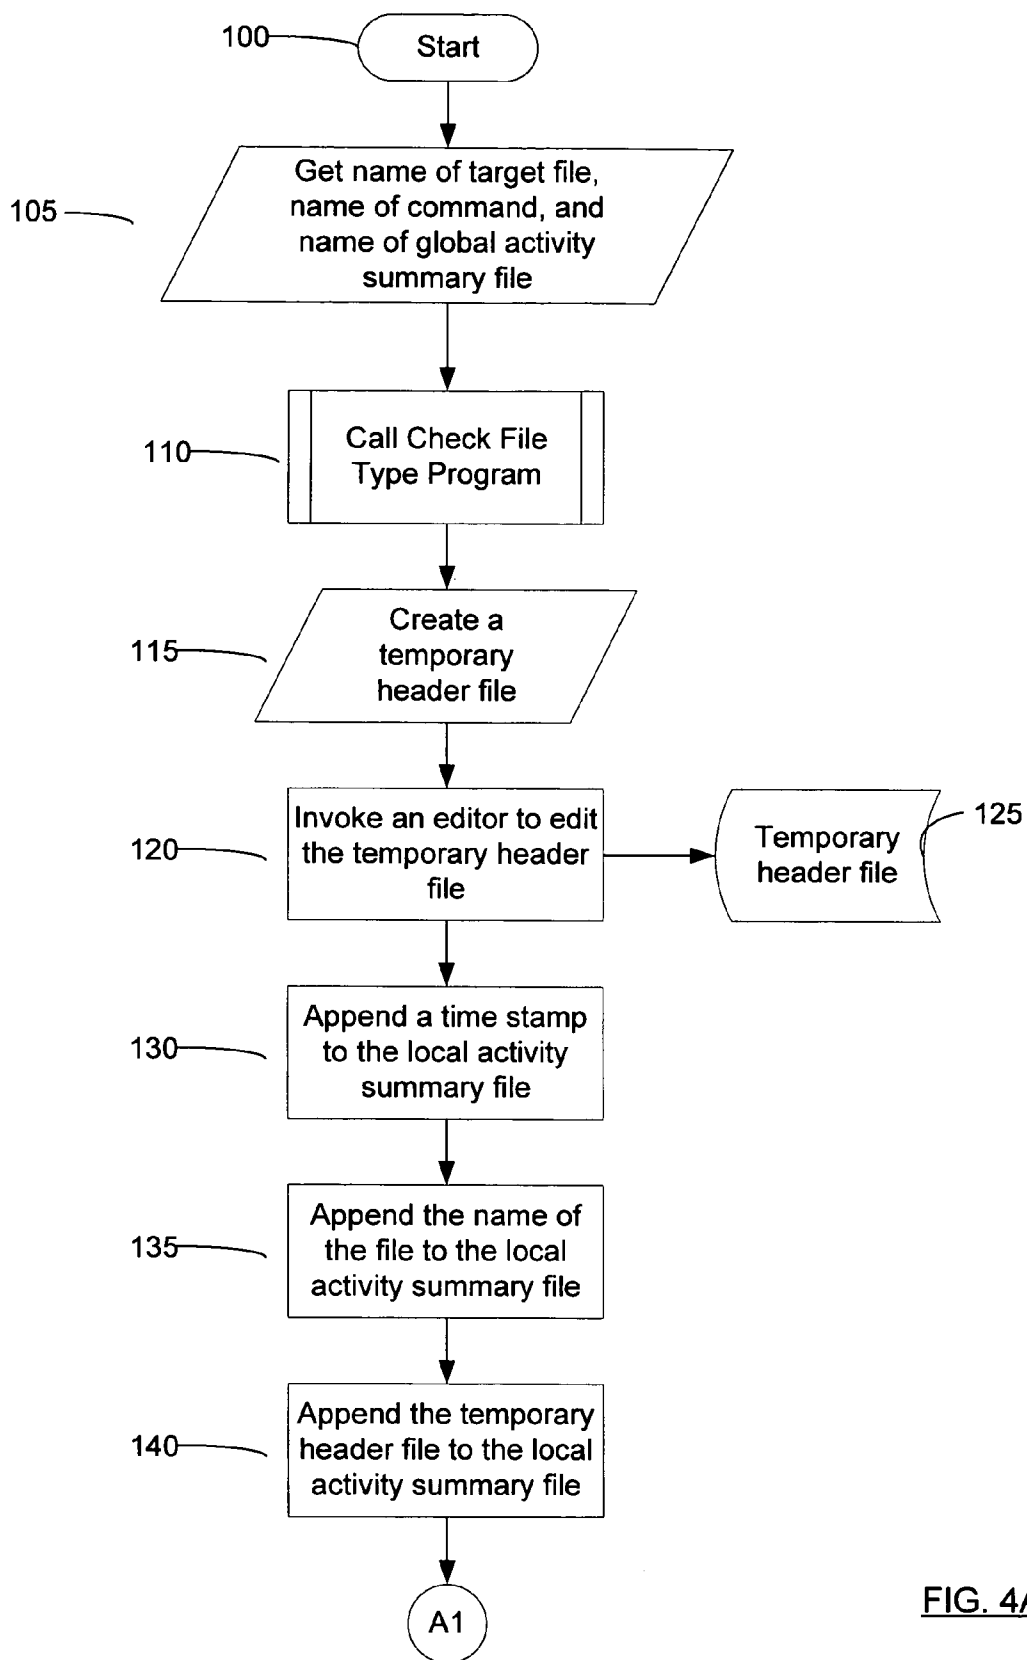 100
Start
105
Get name of target file,
name of command, and
name of global activity
summary file
110
Call Check File
Type Program
115
Create a
temporary
header file
120
Invoke an editor to edit
the temporary header
file
125
Temporary
header file
130
Append a time stamp
to the local activity
summary file
135
Append the name of
the file to the local
activity summary file
140
Append the temporary
header file to the local
activity summary file
A1
FIG. 4A